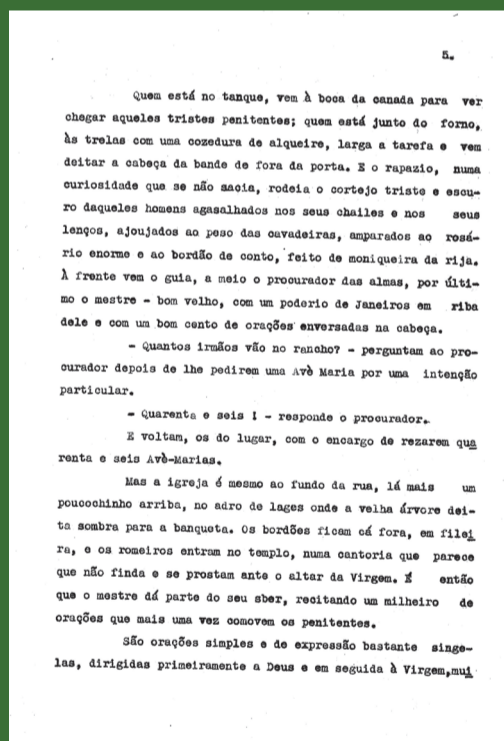 5.
Quem está no tanque, vem À boca da canada para ver
chegar aqueles tristes penitentes; quem está junto do forno,
às trelas com uma cozedura de alqueire, larga a tarefa e vem
deitar a cabeça da bande de fora da porta. E o rapazio, numa
curiosidade que se não sacia, rodeia o cortejo triste e escu-
ro daqueles homens agasalhados nos seus chailes e nos seus
lenços, ajoujados ao peso das cavadeiras, amparados ao rosá-
rio enorme e ao bordão de conto, feito de moniqueira da rija.
À frente vem o guia, a meio o procurador das almas, por últi-
mo o mestre - bom velho, com um poderio de Janeiros em riba
dele e com um bom cento de orações enversadas na cabeça.
- Quantos irmãos vão no rancho? - perguntam ao pro-
curador depois de lhe pedirem uma Avè Maria por uma intenção
particular.
- Quarenta e seis ! - responde o procurador.
E voltam, os do lugar, com o encargo de rezarem qua
renta e seis Avè-Marias.
Mas a igreja é mesmo ao fundo da rua, lá mais um
poucochinho arriba, no adro de lages onde a velha árvore dei-
ta sombra para a banqueta. Os bordões ficam cá fora, em filei
ra, e os romeiros entram no templo, numa cantoria que parece
que não finda e se prostam ante o altar da Virgem. É então
que o mestre dá parte do seu sber, recitando um milheiro de
orações que mais uma vez comovem os penitentes.
São orações simples e de expressão bastante singe-
las, dirigidas primeiramente a Deus e em seguida à Virgem,mui